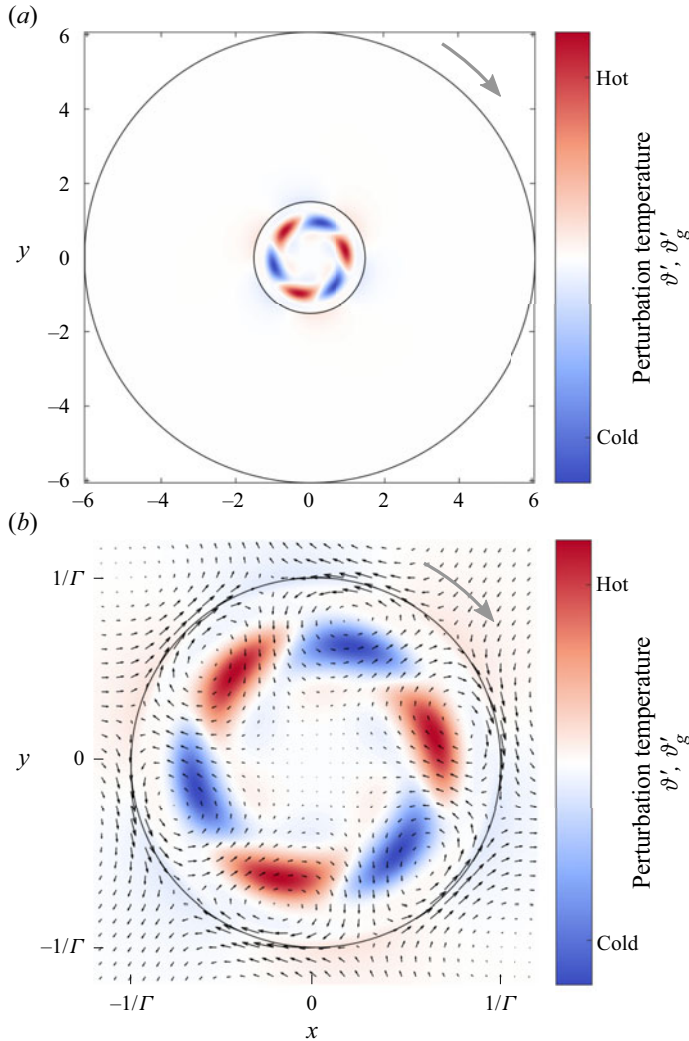 (a)
6
4
2
y 0
–2
–4
–6
–6 –4 –2 0 2 4 6
Hot
Cold
Perturbation temperature
ϑ′, ϑ′g
(b)
1/Γ
y 0
–1/Γ
–1/Γ 0 1/Γ
x
Hot
Cold
Perturbation temperature
ϑ′, ϑ′g